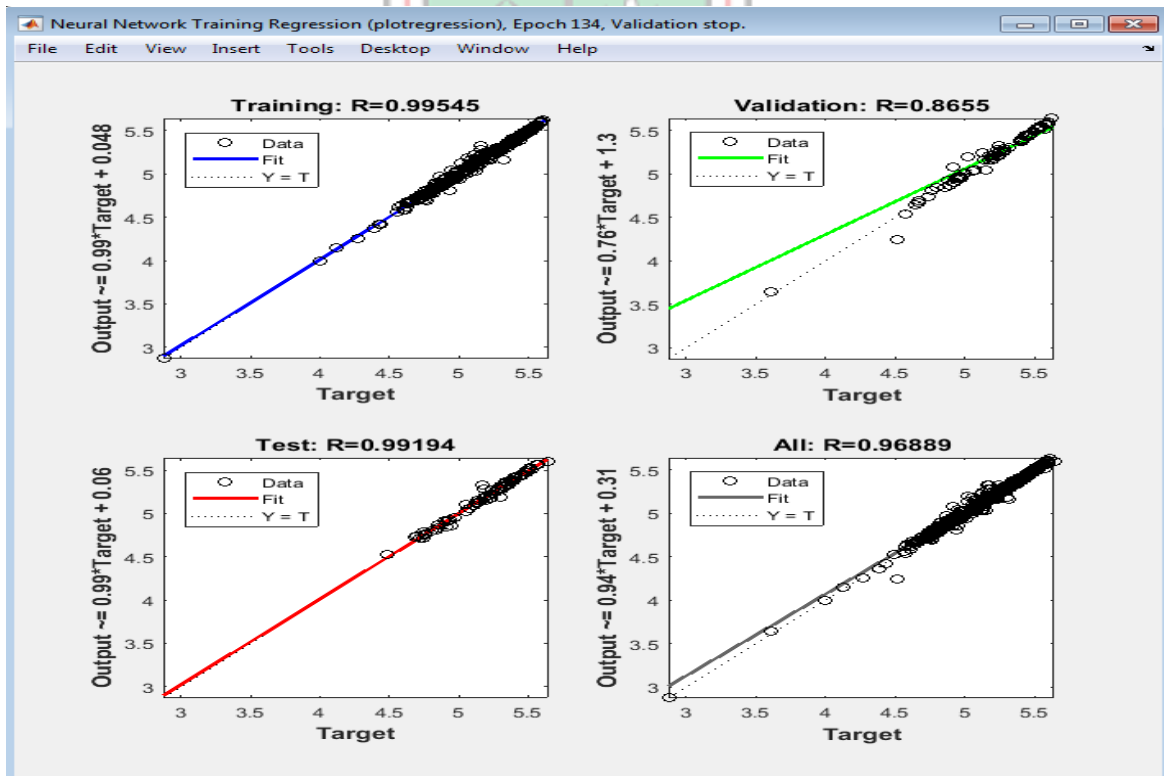 Neural Network Training Regression (plotregression), Epoch 134, Validation stop.
File Edit View Insert Tools Desktop Window Help
Training: R=0.99545
Output ~= 0.99*Target + 0.048
5.5
5
4.5
4
3.5
3
Data
Fit
Y = T
3 3.5 4 4.5 5 5.5
Target
Validation: R=0.8655
Output ~= 0.76*Target + 1.3
5.5
5
4.5
4
3.5
3
Data
Fit
Y = T
3 3.5 4 4.5 5 5.5
Target
Test: R=0.99194
Output ~= 0.99*Target + 0.06
5.5
5
4.5
4
3.5
3
Data
Fit
Y = T
3 3.5 4 4.5 5 5.5
Target
All: R=0.96889
Output ~= 0.94*Target + 0.31
5.5
5
4.5
4
3.5
3
Data
Fit
Y = T
3 3.5 4 4.5 5 5.5
Target